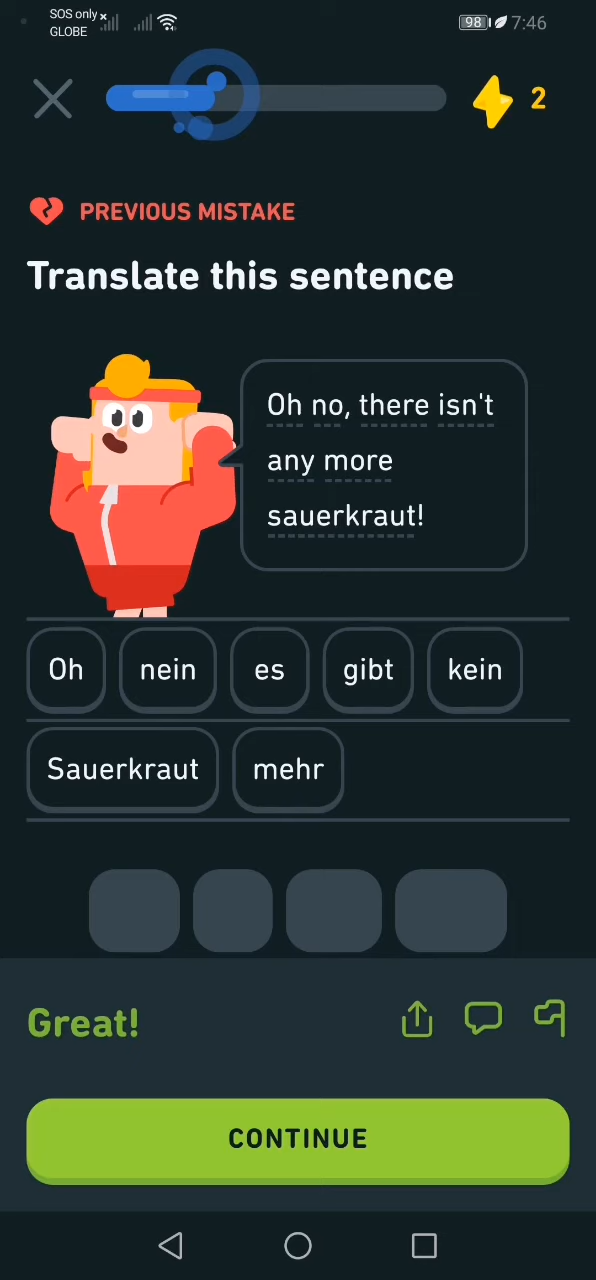 SOS only
GLOBE
98 7:46
2
PREVIOUS MISTAKE
Translate this sentence
Oh no, there isn't
any more
sauerkraut!
Oh nein es gibt kein
Sauerkraut mehr
Great!
CONTINUE